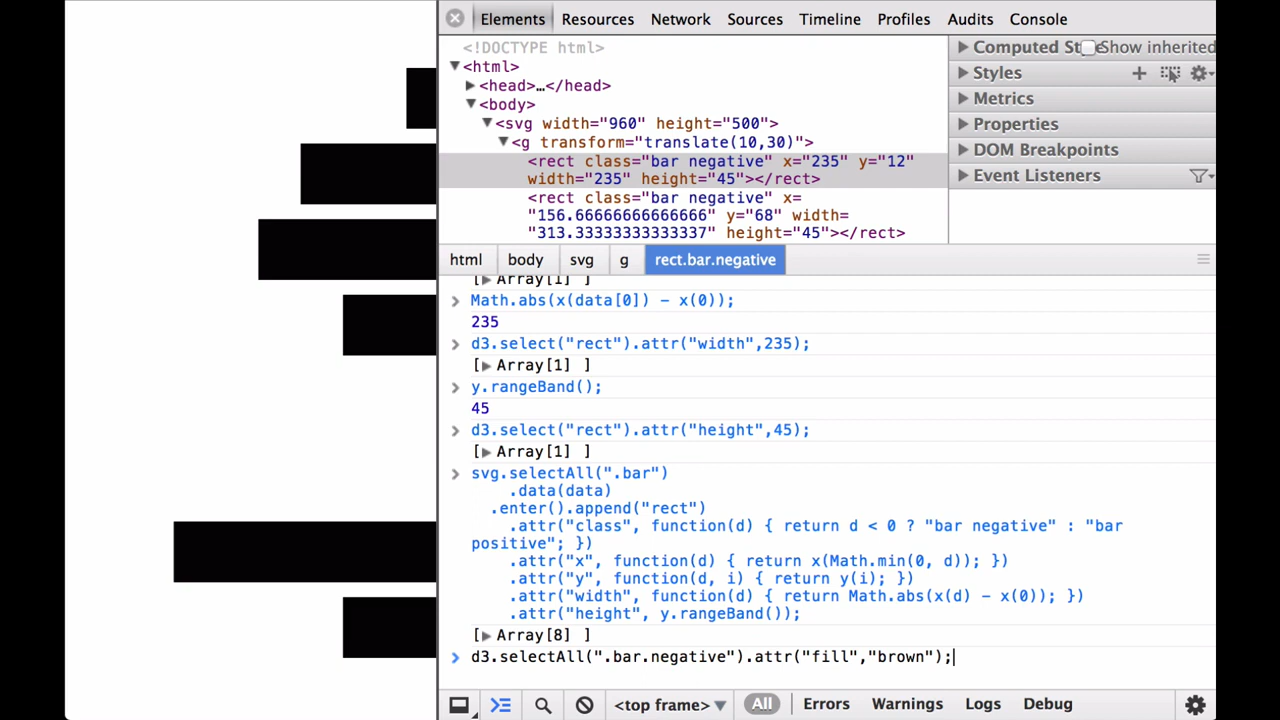 Elements Resources Network Sources Timeline Profiles Audits Console
<!DOCTYPE html>
<html>
<head>…</head>
<body>
<svg width="960" height="500">
<g transform="translate(10,30)">
<rect class="bar negative" x="235" y="12"
width="235" height="45"></rect>
<rect class="bar negative" x=
"156.66666666666666" y="68" width=
"313.33333333333337" height="45"></rect>
Computed Sty Show inherited
Styles
Metrics
Properties
DOM Breakpoints
Event Listeners
html body svg g rect.bar.negative
[ Array[1] ]
Math.abs(x(data[0]) - x(0));
235
d3.select("rect").attr("width",235);
[ Array[1] ]
y.rangeBand();
45
d3.select("rect").attr("height",45);
[ Array[1] ]
svg.selectAll(".bar")
.data(data)
.enter().append("rect")
.attr("class", function(d) { return d < 0 ? "bar negative" : "bar
positive"; })
.attr("x", function(d) { return x(Math.min(0, d)); })
.attr("y", function(d, i) { return y(i); })
.attr("width", function(d) { return Math.abs(x(d) - x(0)); })
.attr("height", y.rangeBand());
[ Array[8] ]
d3.selectAll(".bar.negative").attr("fill","brown");
<top frame> All Errors Warnings Logs Debug